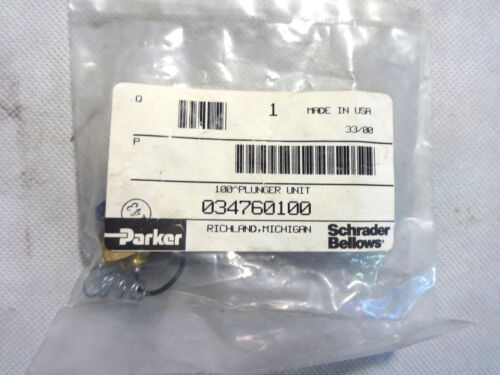 Q 1 MADE IN USA
33/00
P
100^PLUNGER UNIT
034760100
RICHLAND,MICHIGAN
Parker
Schrader
Bellows